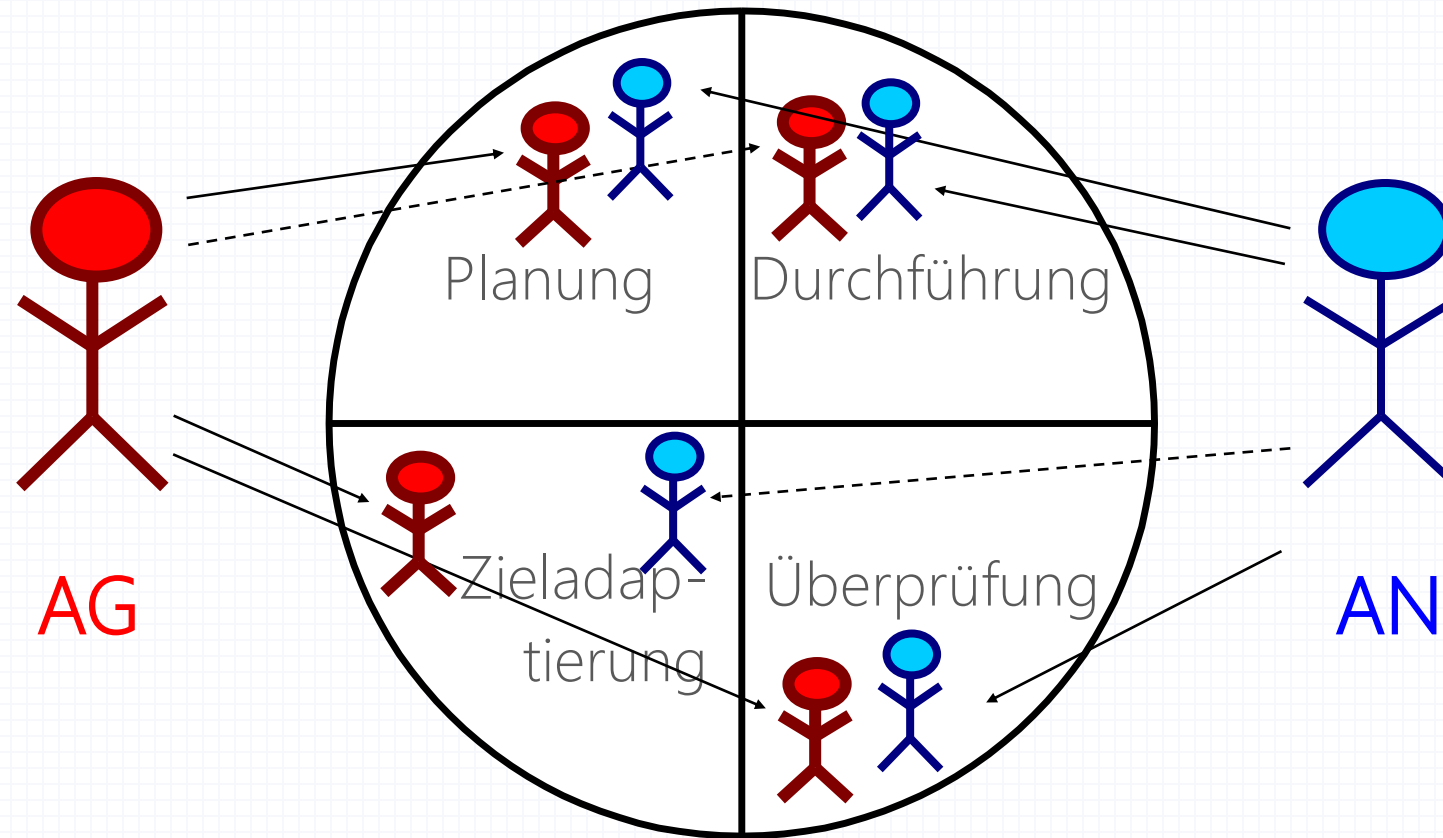 Planung
Durchführung
AG
Zieladap-
tierung
Überprüfung
AN